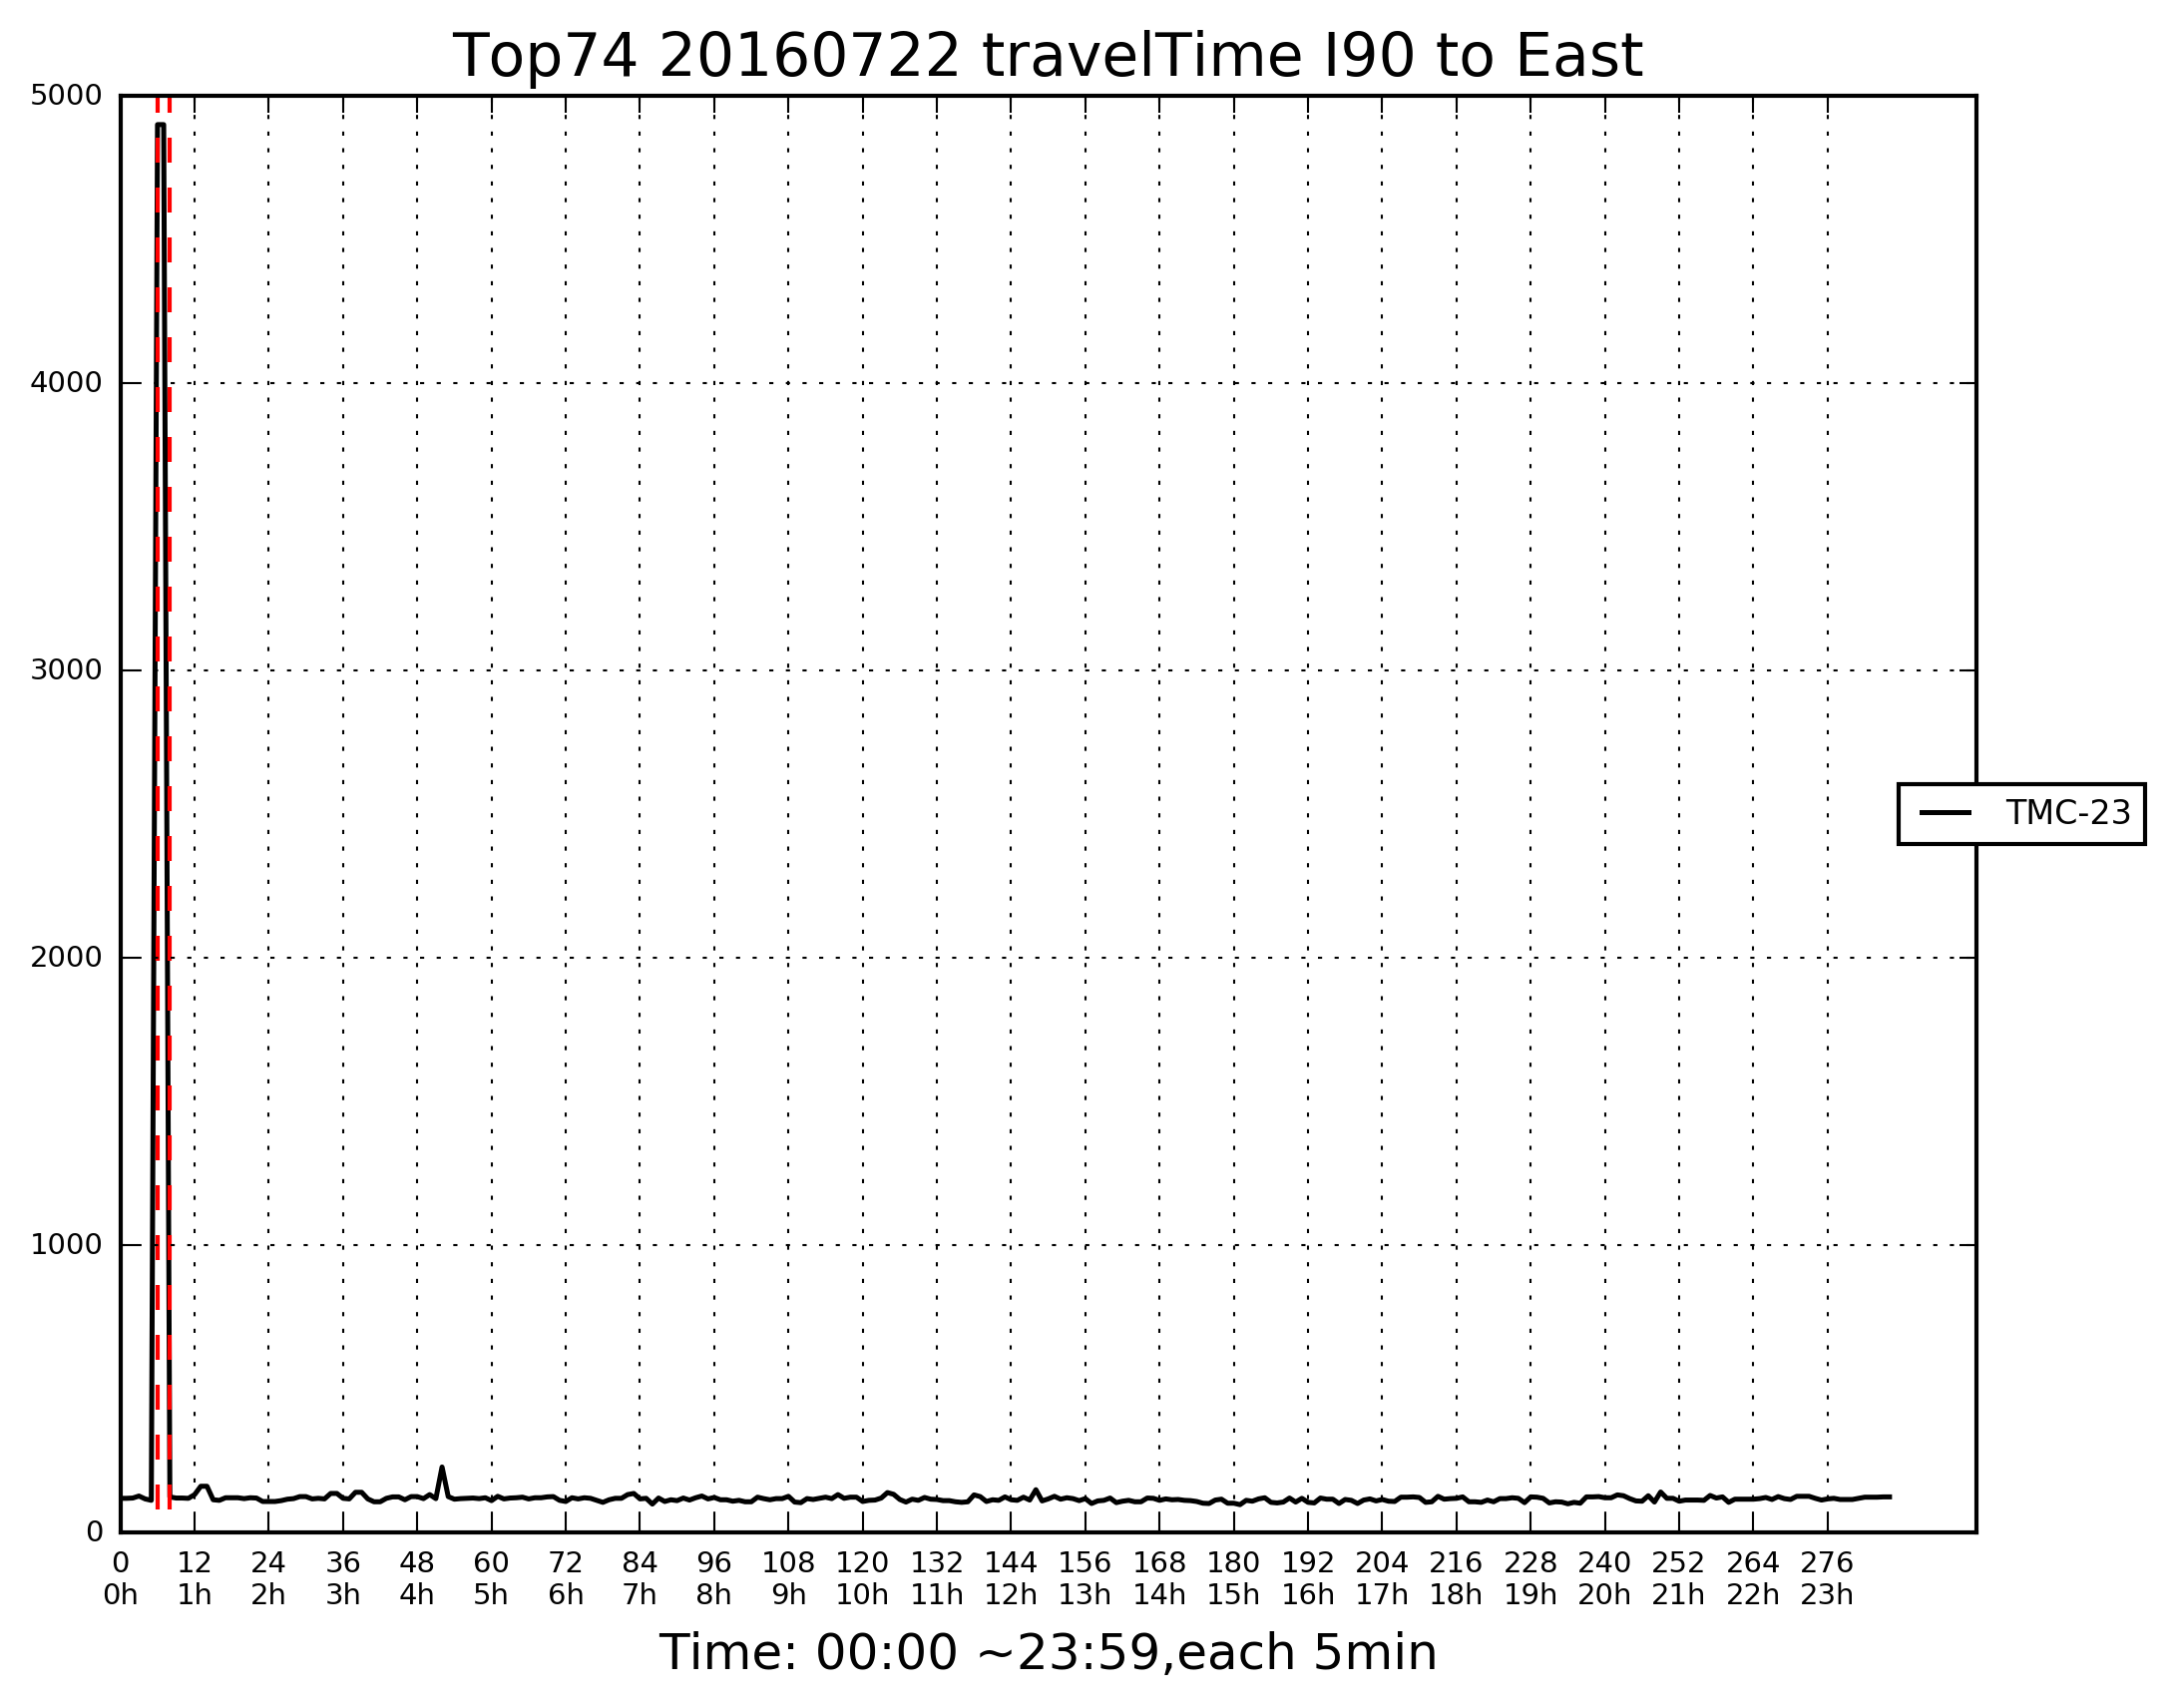 Top74 20160722 travelTime I90 to East
5000
4000
3000
2000
1000
0
TMC-23
0 12 24 36 48 60 72 84 96 108 120 132 144 156 168 180 192 204 216 228 240 252 264 276
0h 1h 2h 3h 4h 5h 6h 7h 8h 9h 10h 11h 12h 13h 14h 15h 16h 17h 18h 19h 20h 21h 22h 23h
Time: 00:00 ~23:59,each 5min